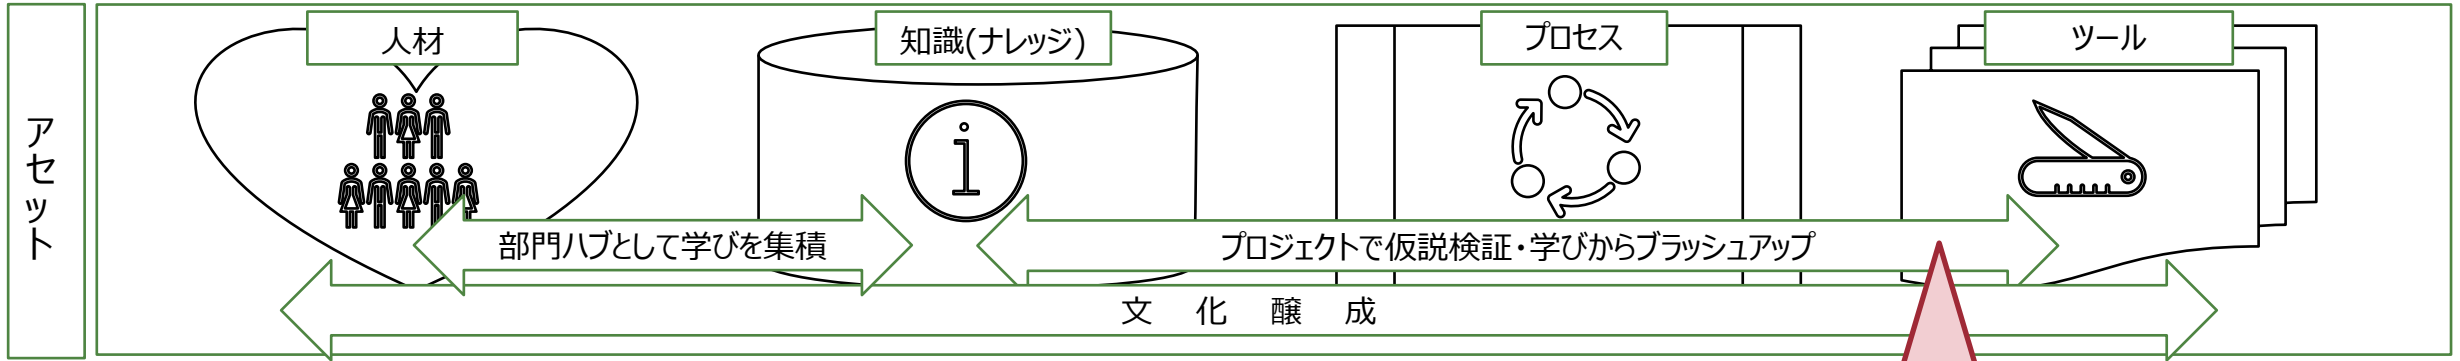 アセット
人材
知識(ナレッジ)
プロセス
ツール
部門ハブとして学びを集積
プロジェクトで仮説検証・学びからブラッシュアップ
文化醸成